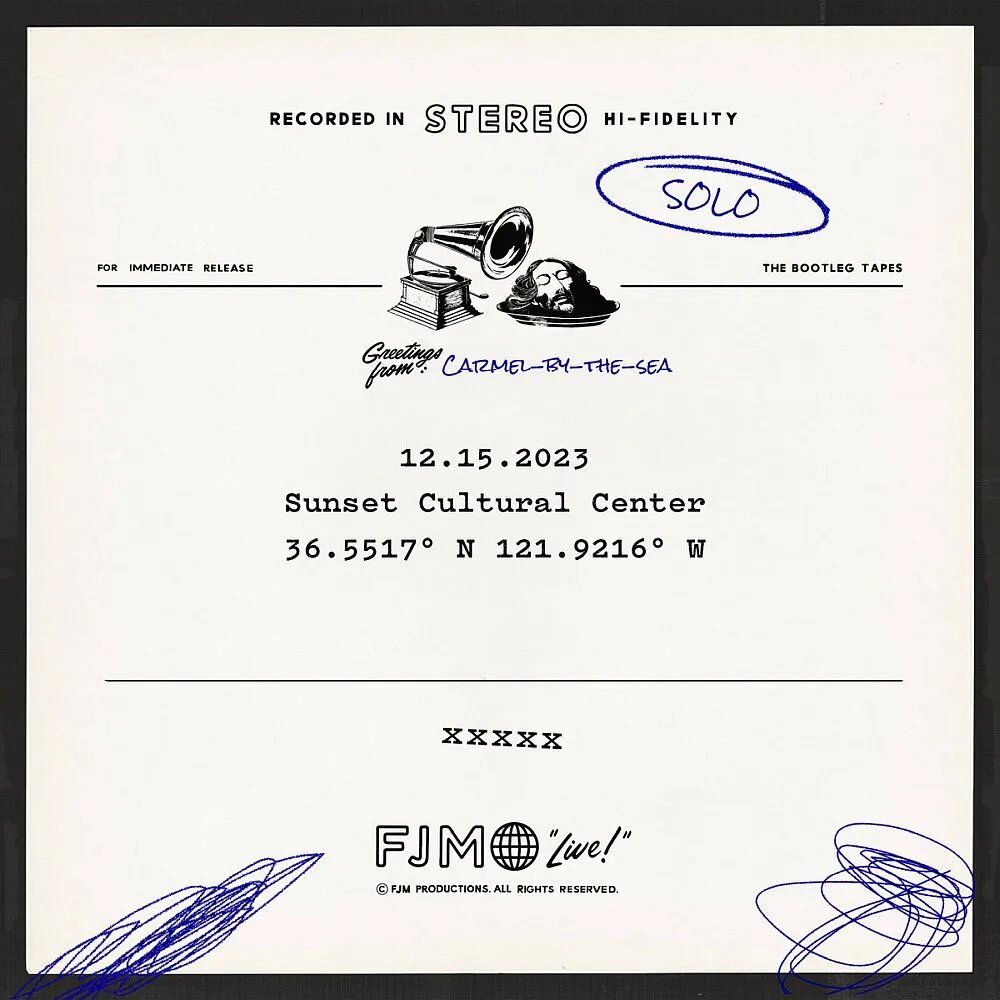 RECORDED IN STEREO HI-FIDELITY
SOLO
FOR IMMEDIATE RELEASE
THE BOOTLEG TAPES
Greetings from: CARMEL-BY-THE-SEA
12.15.2023
Sunset Cultural Center
36.5517° N 121.9216° W
XXXXX
FJM "Live!"
© FJM PRODUCTIONS. ALL RIGHTS RESERVED.